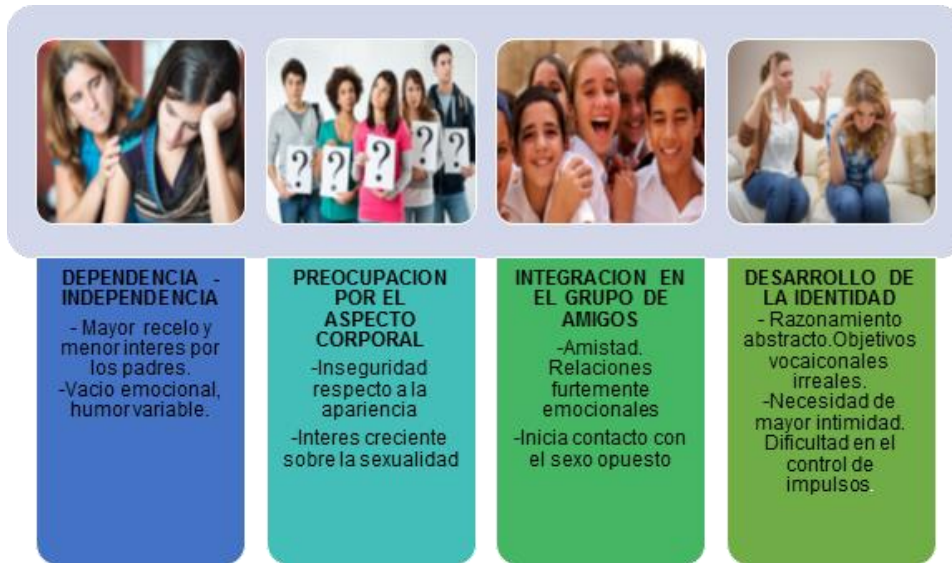 ?
?
?
?
?
DEPENDENCIA -
INDEPENDENCIA
- Mayor recelo y
menor interes por
los padres.
-Vacio emocional,
humor variable.
PREOCUPACION
POR EL
ASPECTO
CORPORAL
-Inseguridad
respecto a la
apariencia
-Interes creciente
sobre la sexualidad
INTEGRACION EN
EL GRUPO DE
AMIGOS
-Amistad.
Relaciones
furtemente
emocionales
-Inicia contacto con
el sexo opuesto
DESARROLLO DE
LA IDENTIDAD
- Razonamiento
abstracto.Objetivos
vocaiconales
irreales.
-Necesidad de
mayor intimidad.
Dificultad en el
control de
impulsos.